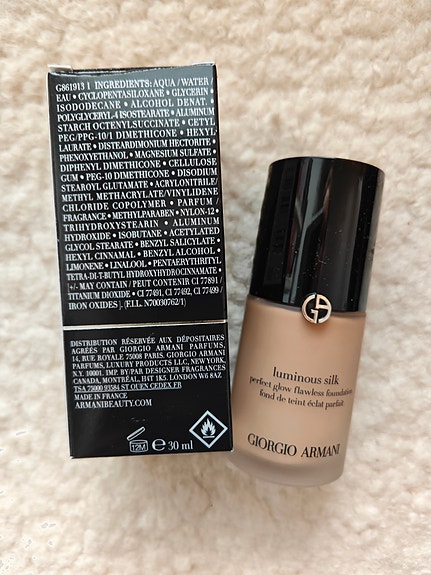 G861913 1 INGREDIENTS: AQUA / WATER /
EAU • CYCLOPENTASILOXANE • GLYCERIN •
ISODODECANE • ALCOHOL DENAT. •
POLYGLYCERYL-4 ISOSTEARATE • ALUMINUM
STARCH OCTENYLSUCCINATE • CETYL
PEG/PPG-10/1 DIMETHICONE • HEXYL
LAURATE • DISTEARDIMONIUM HECTORITE •
PHENOXYETHANOL • MAGNESIUM SULFATE •
DIPHENYL DIMETHICONE • CELLULOSE
GUM • PEG-10 DIMETHICONE • DISODIUM
STEAROYL GLUTAMATE • ACRYLONITRILE/
METHYL METHACRYLATE/VINYLIDENE
CHLORIDE COPOLYMER • PARFUM /
FRAGRANCE • METHYLPARABEN • NYLON-12 •
TRIHYDROXYSTEARIN • ALUMINUM
HYDROXIDE • ISOBUTANE • ACETYLATED
GLYCOL STEARATE • BENZYL SALICYLATE •
HEXYL CINNAMAL • BENZYL ALCOHOL •
LIMONENE • LINALOOL • PENTAERYTHRITYL
TETRA-DI-T-BUTYL HYDROXYHYDROCINNAMATE •
[+/- MAY CONTAIN / PEUT CONTENIR CI 77891 /
TITANIUM DIOXIDE • CI 77491, CI 77492, CI 77499 /
IRON OXIDES ]. (F.I.L. N70030762/1)
DISTRIBUTION RÉSERVÉE AUX DÉPOSITAIRES
AGRÉÉS PAR GIORGIO ARMANI PARFUMS,
14, RUE ROYALE 75008 PARIS. GIORGIO ARMANI
PARFUMS, LUXURY PRODUCTS LLC, NEW YORK,
N.Y. 10001. IMP. BY/PAR DESIGNER FRAGRANCES
CANADA, MONTRÉAL, H4T 1K5. LONDON W6 8AZ
TSA 75000 93584 ST OUEN CEDEX FR
MADE IN FRANCE
ARMANIBEAUTY.COM
12M e 30 ml
luminous silk
perfect glow flawless foundation
fond de teint éclat parfait
GIORGIO ARMANI